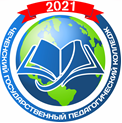 2021
ЧЕЧЕНСКИЙ ГОСУДАРСТВЕННЫЙ ПЕДАГОГИЧЕСКИЙ КОЛЛЕДЖ